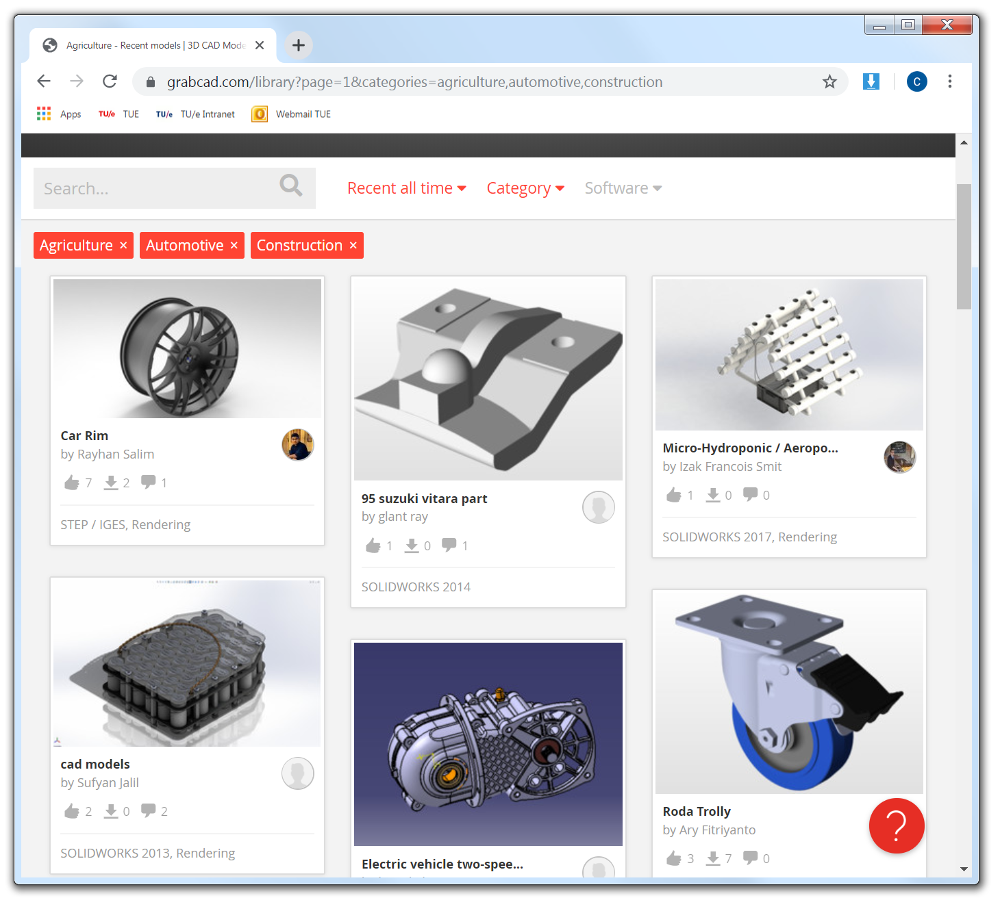 Agriculture - Recent models | 3D CAD Mode
grabcad.com/library?page=1&categories=agriculture,automotive,construction
C
Apps TU/e TUE TU/e TU/e Intranet Webmail TUE
Search... Recent all time Category Software
Agriculture × Automotive × Construction ×
Car Rim
by Rayhan Salim
7 2 1
STEP / IGES, Rendering
95 suzuki vitara part
by glant ray
1 0 1
SOLIDWORKS 2014
Micro-Hydroponic / Aeropo...
by Izak Francois Smit
1 0 0
SOLIDWORKS 2017, Rendering
cad models
by Sufyan Jalil
2 0 2
SOLIDWORKS 2013, Rendering
Electric vehicle two-spee...
Roda Trolly
by Ary Fitriyanto
3 7 0
?